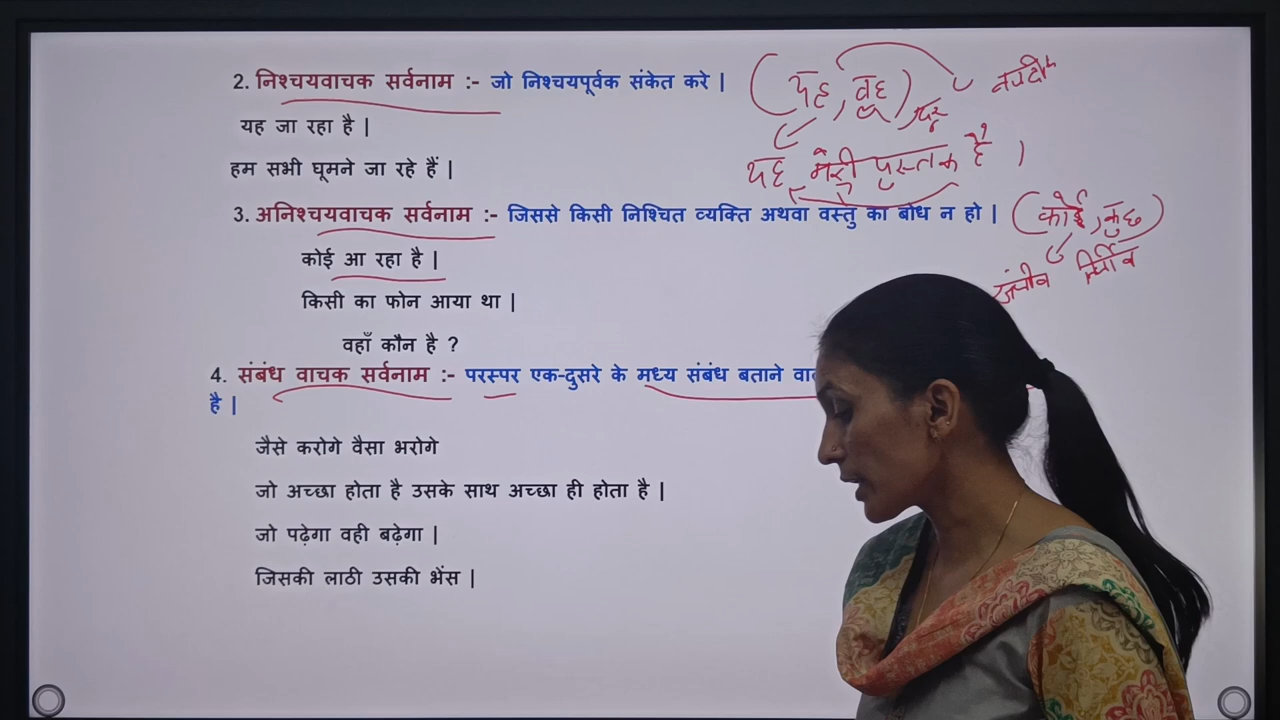 2. निश्चयवाचक सर्वनाम :- जो निश्चयपूर्वक संकेत करे |
(यह, वह)
यह जा रहा है |
यह मेरी पुस्तक है ।
हम सभी घूमने जा रहे हैं |
3. अनिश्चयवाचक सर्वनाम :- जिससे किसी निश्चित व्यक्ति अथवा वस्तु का बोध न हो | (कोई, कुछ)
कोई आ रहा है |
किसी का फोन आया था |
वहाँ कौन है ?
4. संबंध वाचक सर्वनाम :- परस्पर एक-दुसरे के मध्य संबंध बताने
है |
जैसे करोगे वैसा भरोगे
जो अच्छा होता है उसके साथ अच्छा ही होता है |
जो पढ़ेगा वही बढ़ेगा |
जिसकी लाठी उसकी भेंस |